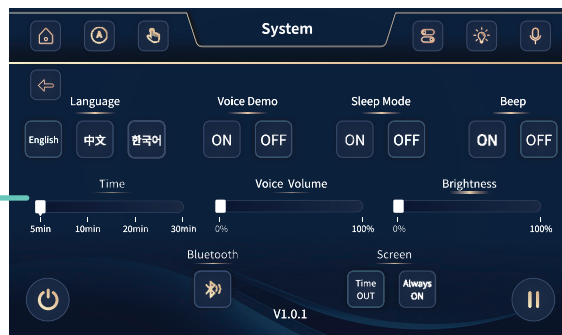 System
Language Voice Demo Sleep Mode Beep
English 中文 한국어 ON OFF ON OFF ON OFF
Time Voice Volume Brightness
5min 10min 20min 30min 0% 100% 0% 100%
Bluetooth Screen
Time OUT Always ON
V1.0.1